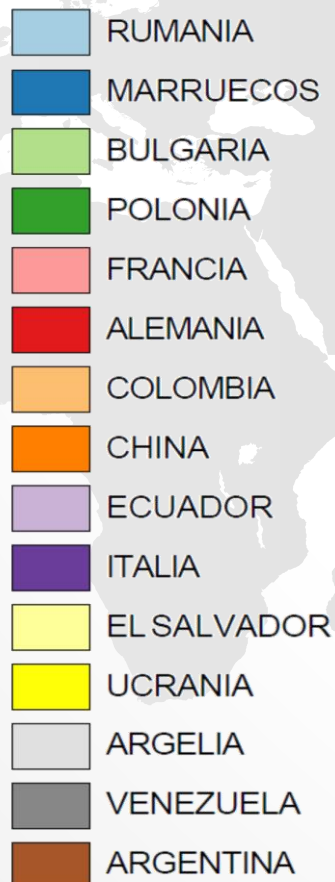 RUMANIA
MARRUECOS
BULGARIA
POLONIA
FRANCIA
ALEMANIA
COLOMBIA
CHINA
ECUADOR
ITALIA
EL SALVADOR
UCRANIA
ARGELIA
VENEZUELA
ARGENTINA